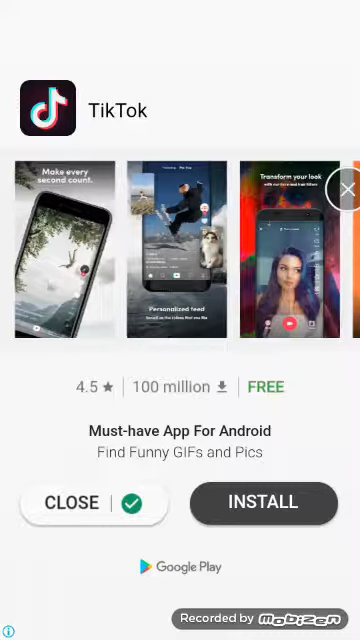 TikTok
Make every
second count.
Personalized feed
Transform your look
4.5 ★ | 100 million | FREE
Must-have App For Android
Find Funny GIFs and Pics
CLOSE
INSTALL
Google Play
Recorded by MOBIZEN